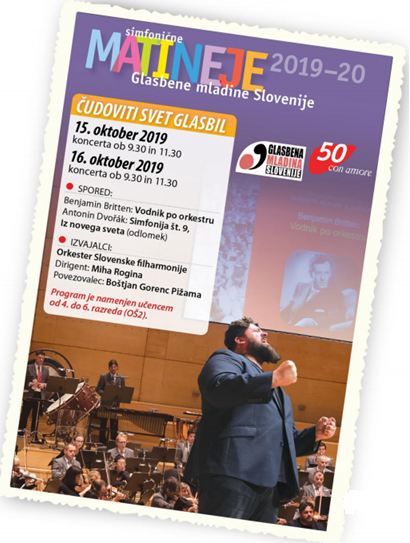 simfonične
MATINEJE 2019–20
Glasbene mladine Slovenije
ČUDOVITI SVET GLASBIL
15. oktober 2019
koncerta ob 9.30 in 11.30
16. oktober 2019
koncerta ob 9.30 in 11.30
SPORED:
Benjamin Britten: Vodnik po orkestru
Antonin Dvořák: Simfonija št. 9,
Iz novega sveta (odlomek)
IZVAJALCI:
Orkester Slovenske filharmonije
Dirigent: Miha Rogina
Povezovalec: Boštjan Gorenc Pižama
Program je namenjen učencem
od 4. do 6. razreda (OŠ2).
GLASBENA
MLADINA
SLOVENIJE
50
con amore
Benjamin Britten:
Vodnik po orkestru